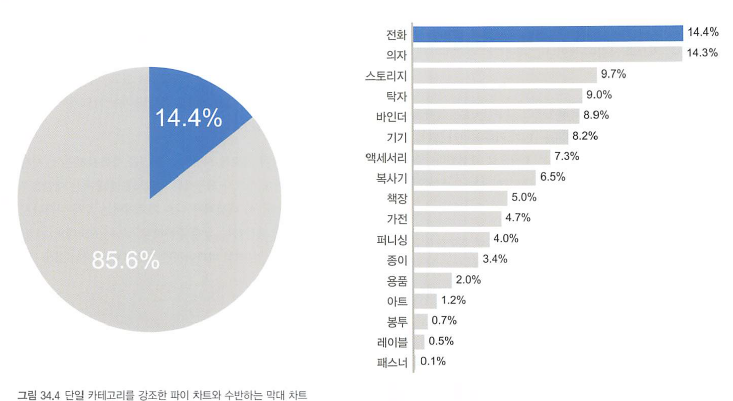 14.4%
85.6%
전화 14.4%
의자 14.3%
스토리지 9.7%
탁자 9.0%
바인더 8.9%
기기 8.2%
액세서리 7.3%
복사기 6.5%
책장 5.0%
가전 4.7%
퍼니싱 4.0%
종이 3.4%
용품 2.0%
아트 1.2%
봉투 0.7%
레이블 0.5%
패스너 0.1%
그림 34.4 단일 카테고리를 강조한 파이 차트와 수반하는 막대 차트